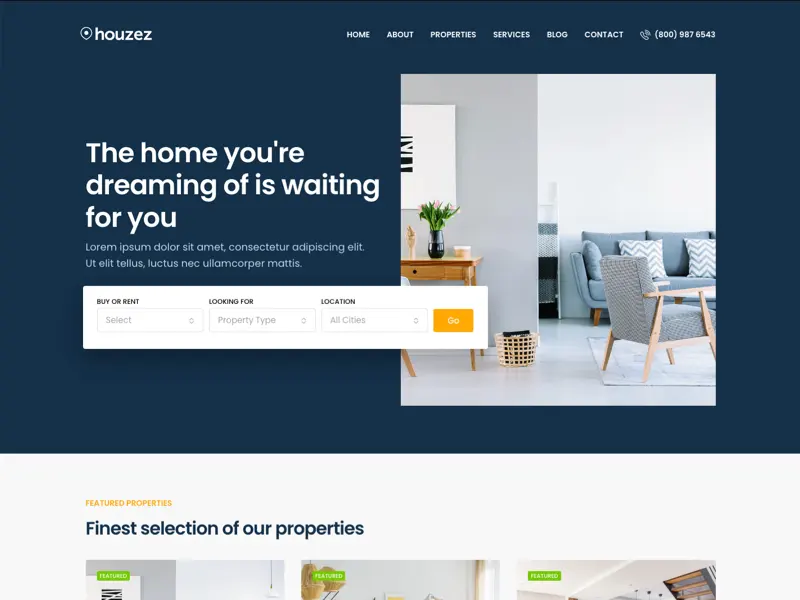 houzez
HOME ABOUT PROPERTIES SERVICES BLOG CONTACT (800) 987 6543
The home you're
dreaming of is waiting
for you
Lorem ipsum dolor sit amet, consectetur adipiscing elit.
Ut elit tellus, luctus nec ullamcorper mattis.
BUY OR RENT LOOKING FOR LOCATION
Select Property Type All Cities Go
FEATURED PROPERTIES
Finest selection of our properties
FEATURED FEATURED FEATURED